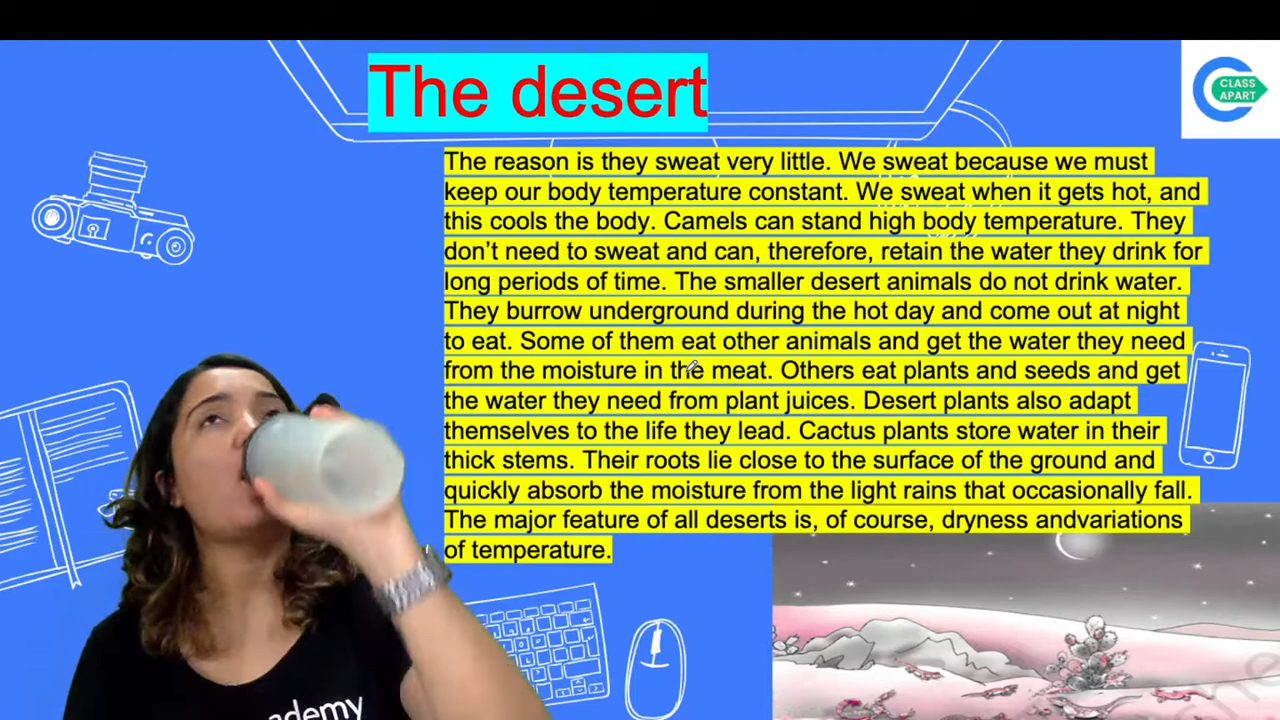 The desert
CLASS
APART
The reason is they sweat very little. We sweat because we must
keep our body temperature constant. We sweat when it gets hot, and
this cools the body. Camels can stand high body temperature. They
don’t need to sweat and can, therefore, retain the water they drink for
long periods of time. The smaller desert animals do not drink water.
They burrow underground during the hot day and come out at night
to eat. Some of them eat other animals and get the water they need
from the moisture in the meat. Others eat plants and seeds and get
the water they need from plant juices. Desert plants also adapt
themselves to the life they lead. Cactus plants store water in their
thick stems. Their roots lie close to the surface of the ground and
quickly absorb the moisture from the light rains that occasionally fall.
The major feature of all deserts is, of course, dryness andvariations
of temperature.